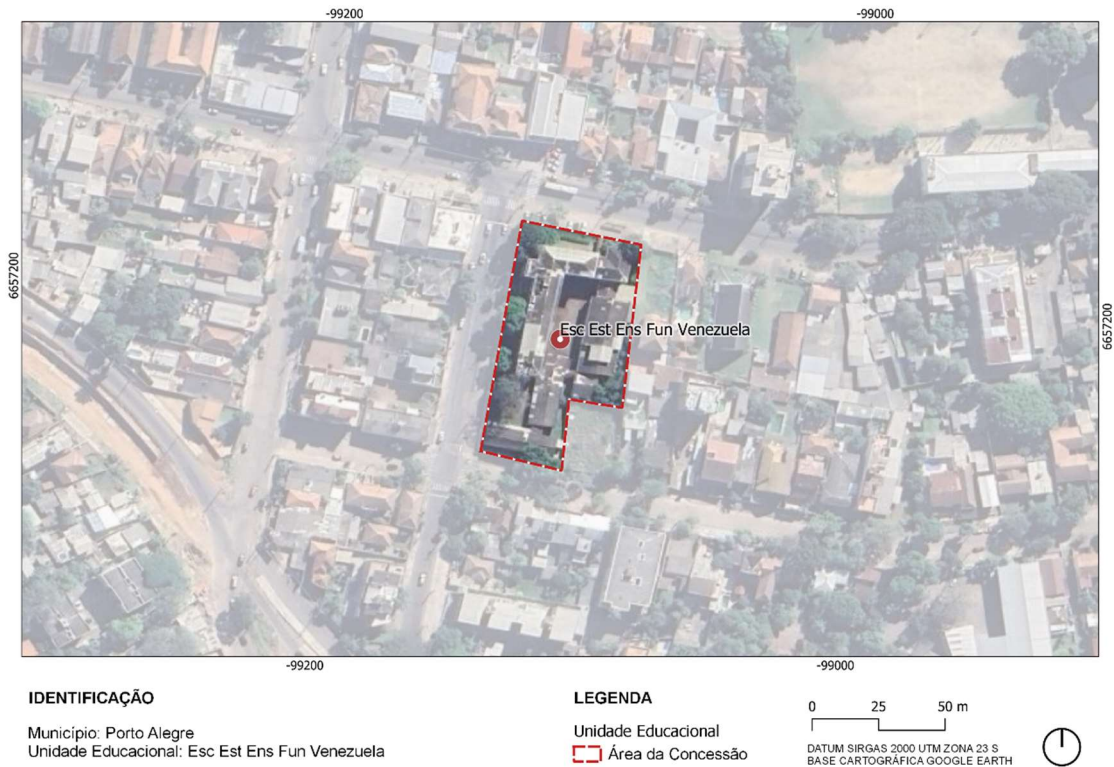 -99200
-99000
6657200
Esc Est Ens Fun Venezuela
6657200
-99200
-99000
IDENTIFICAÇÃO
Município: Porto Alegre
Unidade Educacional: Esc Est Ens Fun Venezuela
LEGENDA
Unidade Educacional
Área da Concessão
0 25 50 m
DATUM SIRGAS 2000 UTM ZONA 23 S
BASE CARTOGRÁFICA GOOGLE EARTH